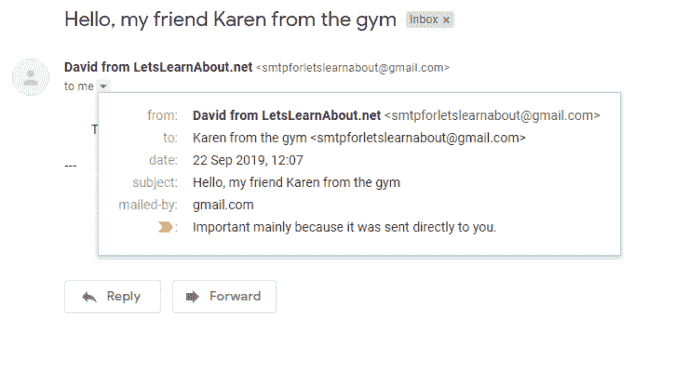 Hello, my friend Karen from the gym Inbox x
David from LetsLearnAbout.net <smtpforletslearnabout@gmail.com>
to me
T
from: David from LetsLearnAbout.net <smtpforletslearnabout@gmail.com>
to: Karen from the gym <smtpforletslearnabout@gmail.com>
date: 22 Sep 2019, 12:07
---
subject: Hello, my friend Karen from the gym
mailed-by: gmail.com
: Important mainly because it was sent directly to you.
Reply Forward